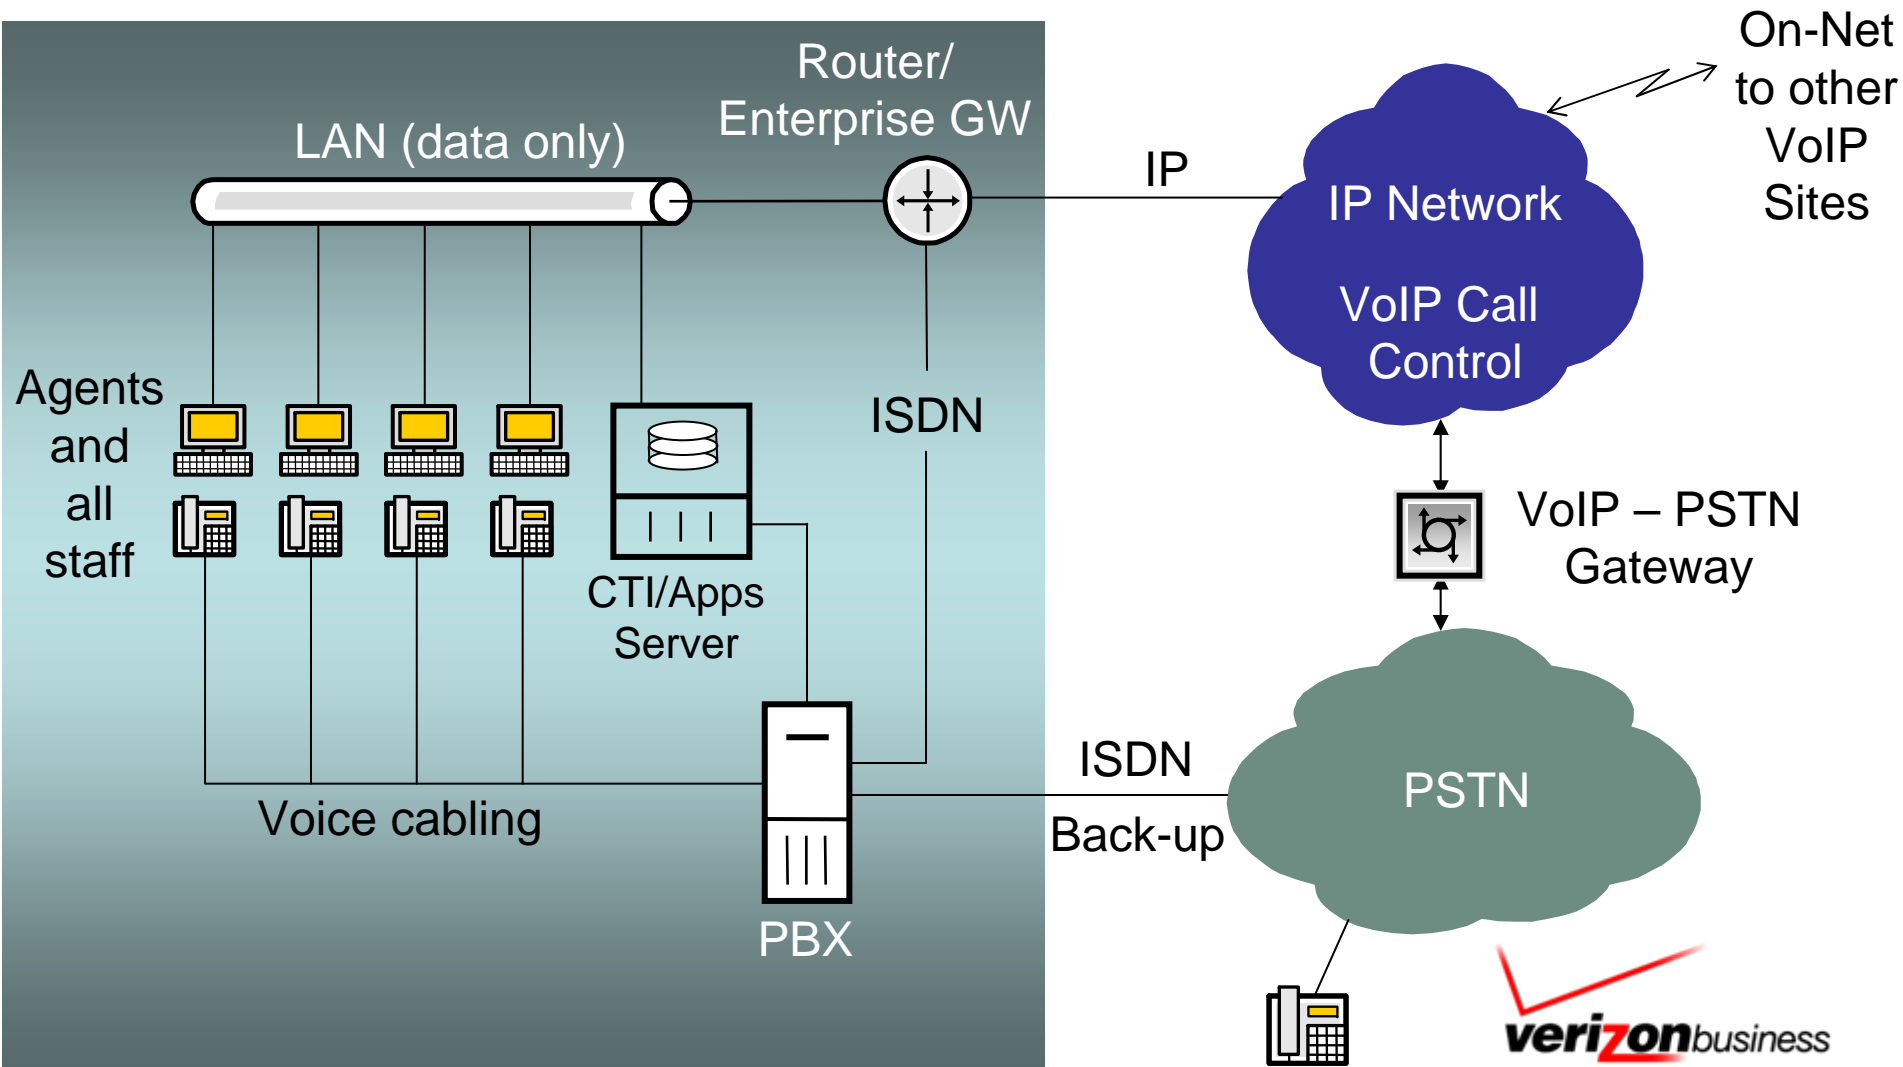 Router/
Enterprise GW
LAN (data only)
On-Net
to other
VoIP
Sites
IP
IP Network
VoIP Call
Control
Agents
and
all
staff
ISDN
VoIP – PSTN
Gateway
CTI/Apps
Server
ISDN
Back-up
PSTN
Voice cabling
PBX
verizonbusiness